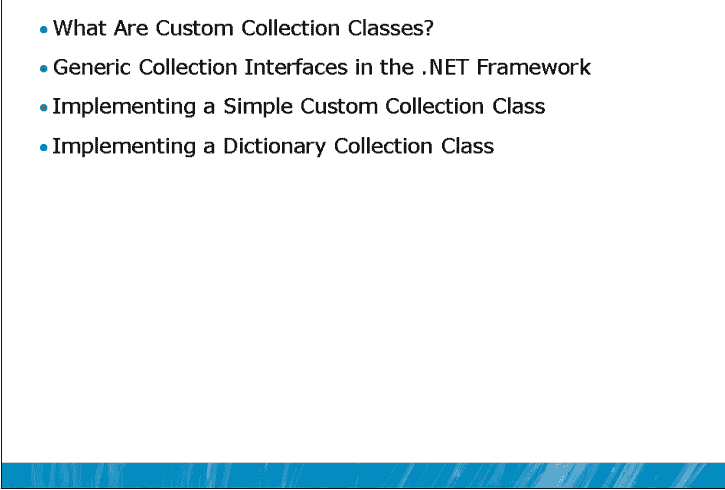 • What Are Custom Collection Classes?
• Generic Collection Interfaces in the .NET Framework
• Implementing a Simple Custom Collection Class
• Implementing a Dictionary Collection Class